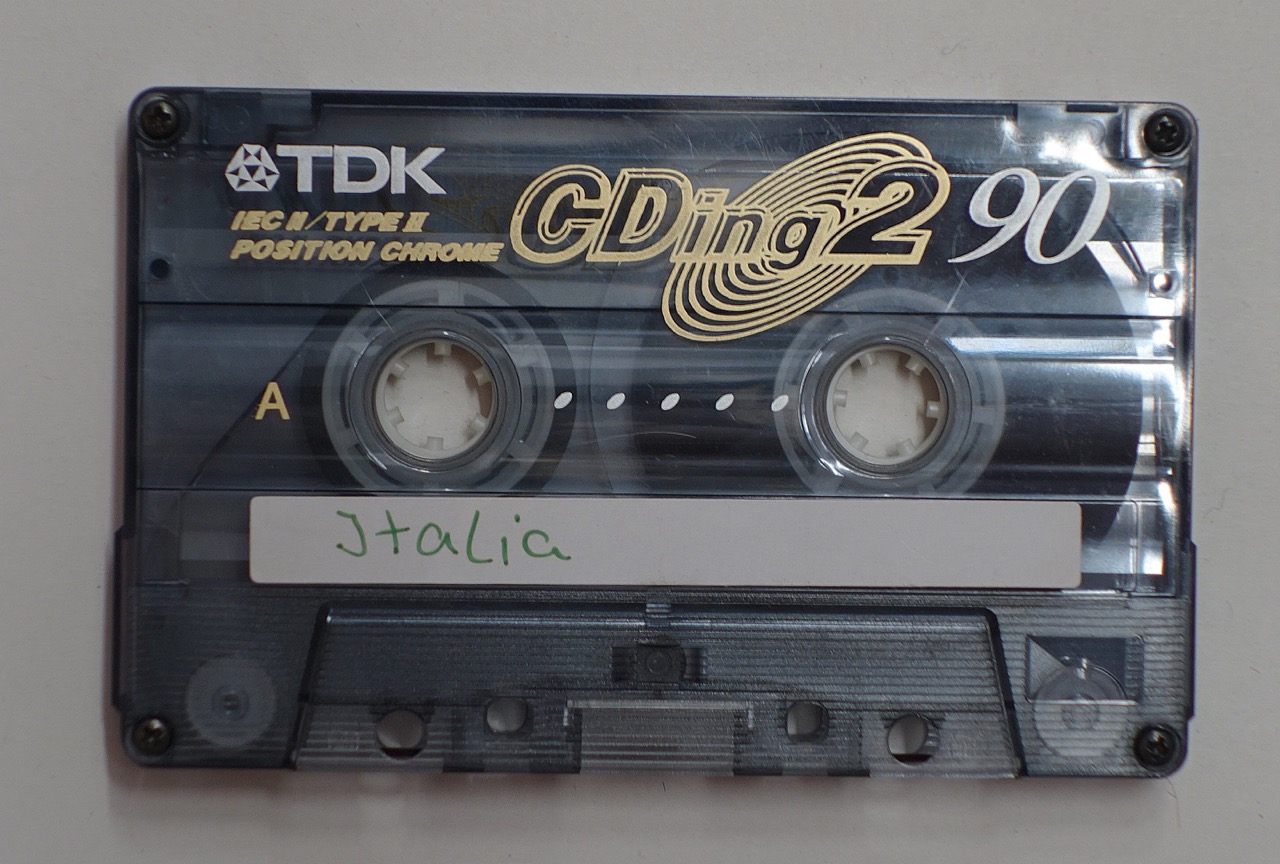 TDK
IEC II/TYPE II
POSITION CHROME
CDing2 90
A
Italia